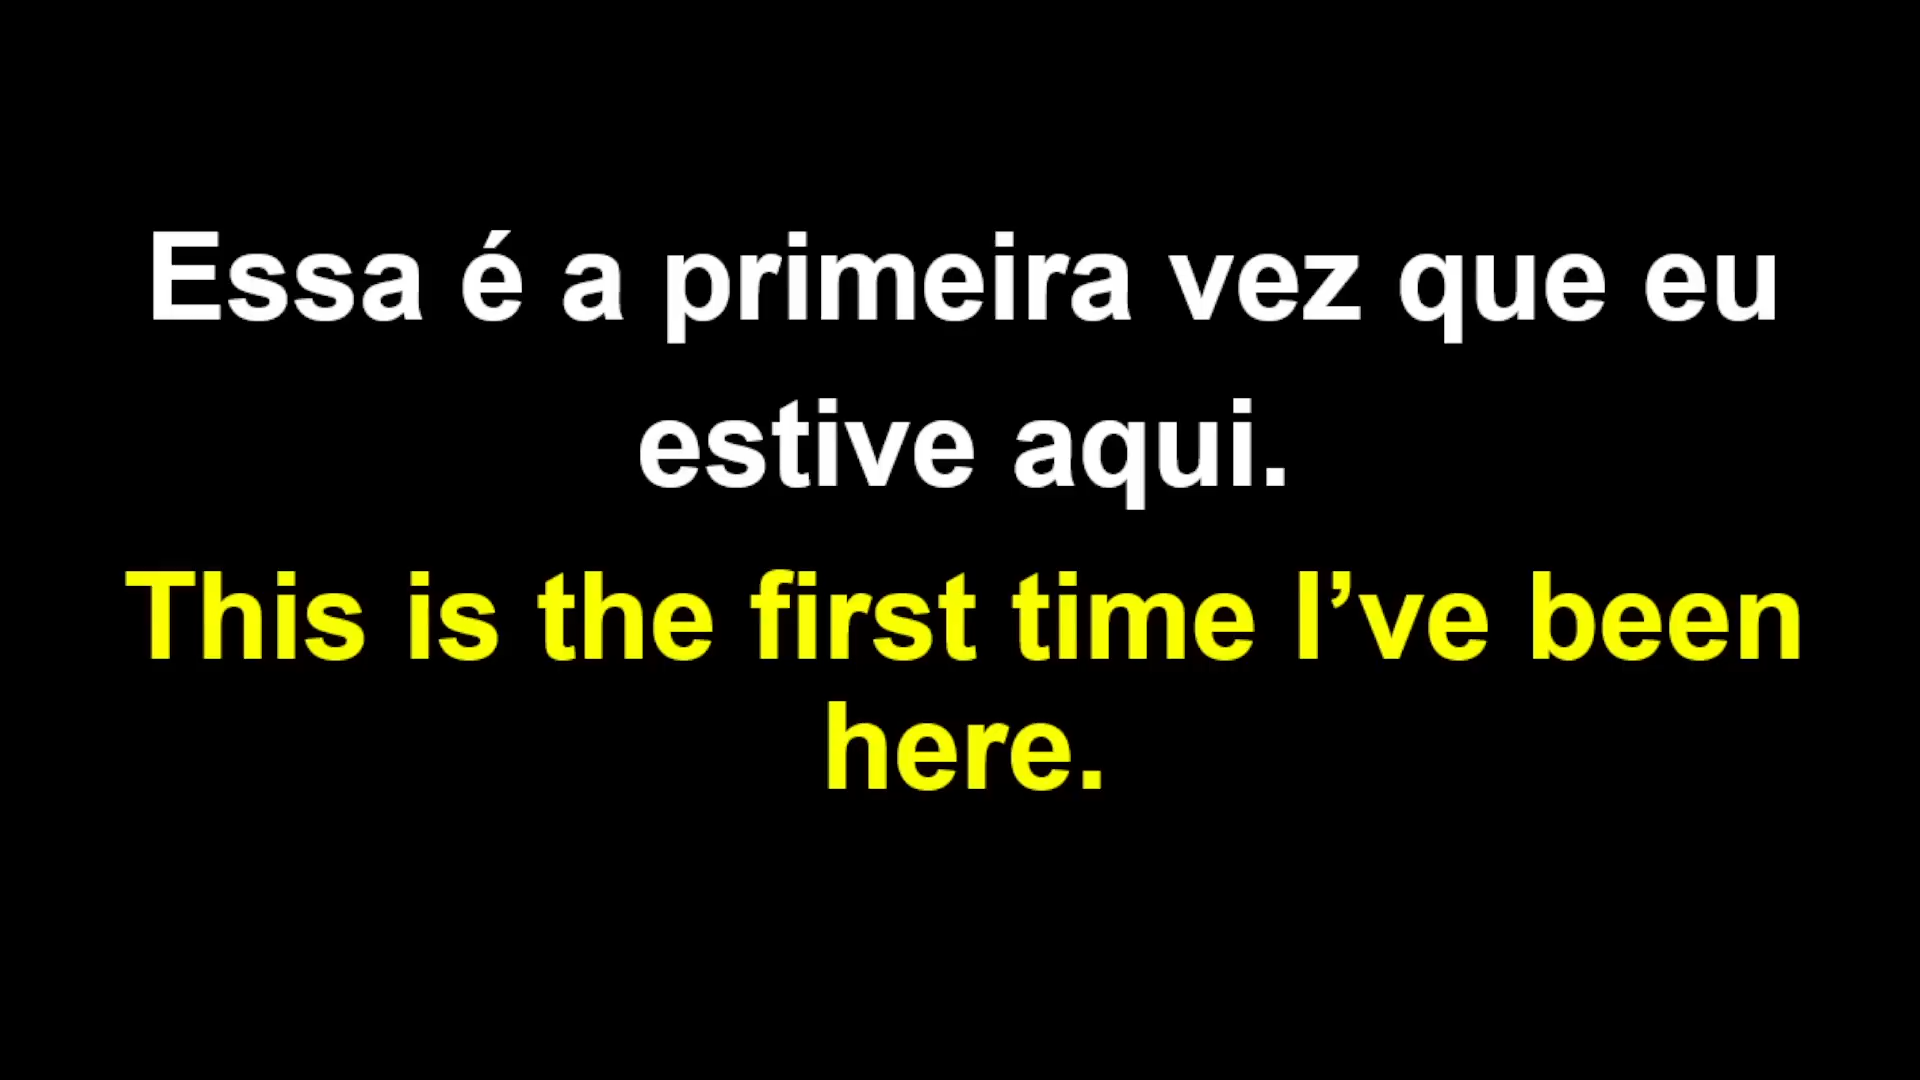 Essa é a primeira vez que eu
estive aqui.
This is the first time I’ve been
here.